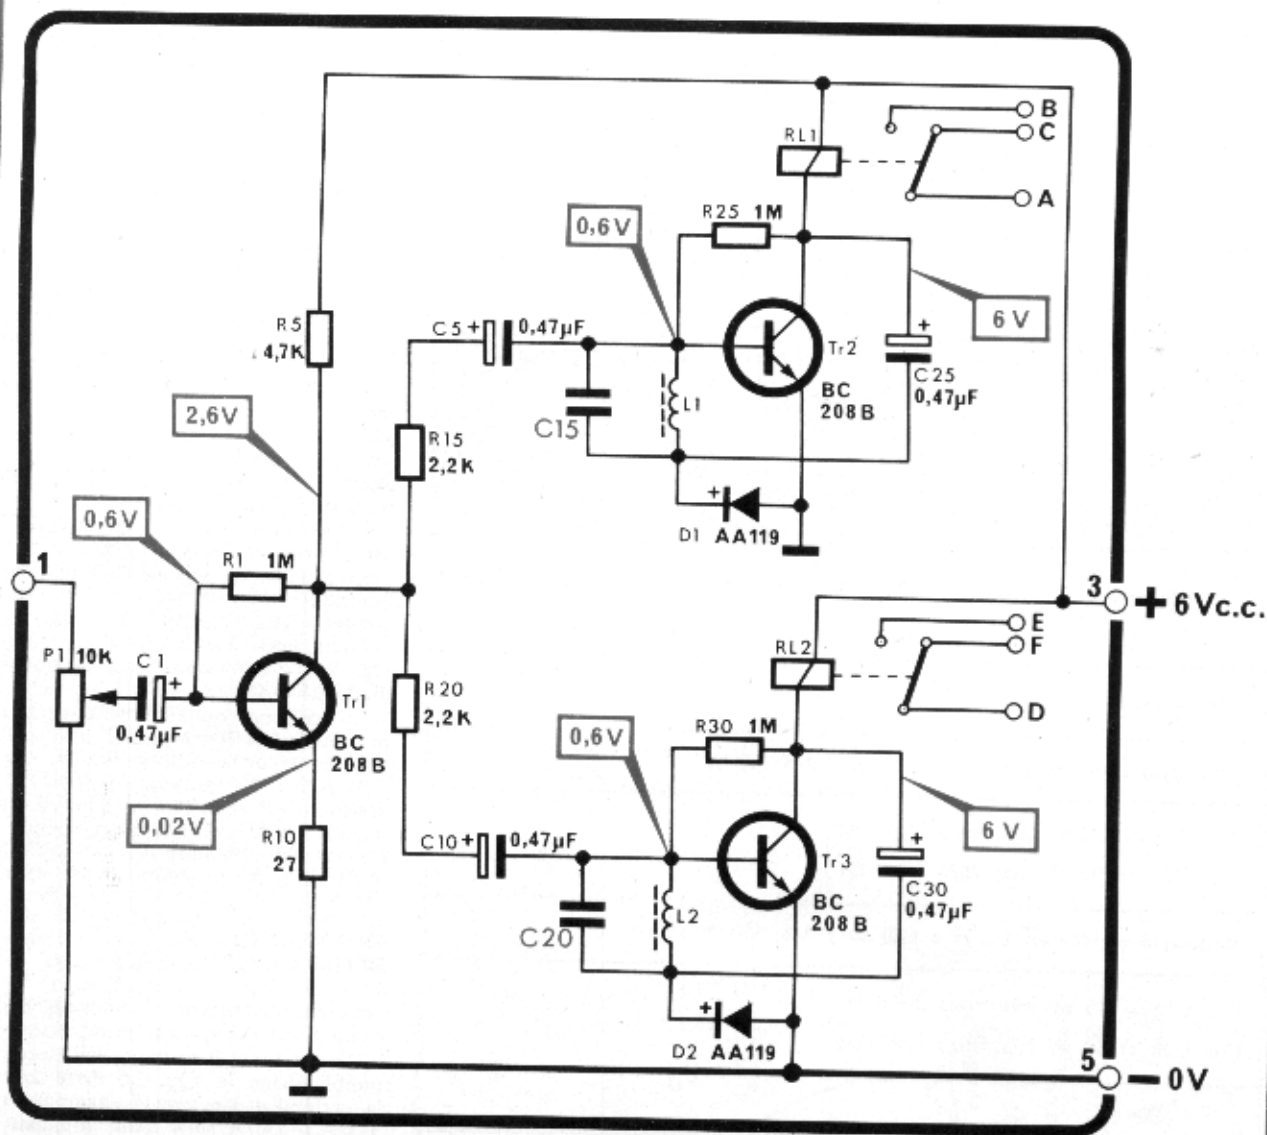 B
C
RL1
A
R25 1M
0,6V
6 V
R5
4,7K
C5 + 0,47µF
+
Tr2
C25
0,47µF
BC
208B
L1
2,6V
C15
R15
2,2K
+
D1 AA119
0,6V
R1 1M
1
3 + 6Vc.c.
E
F
RL2
D
P1 10K
C1
+
0,47µF
Tr1
R20
2,2K
BC
208B
R30 1M
0,6V
0,02V
6 V
R10
27
C10 + 0,47µF
+
Tr3
C30
0,47µF
BC
208B
L2
C20
+
D2 AA119
5 – 0V